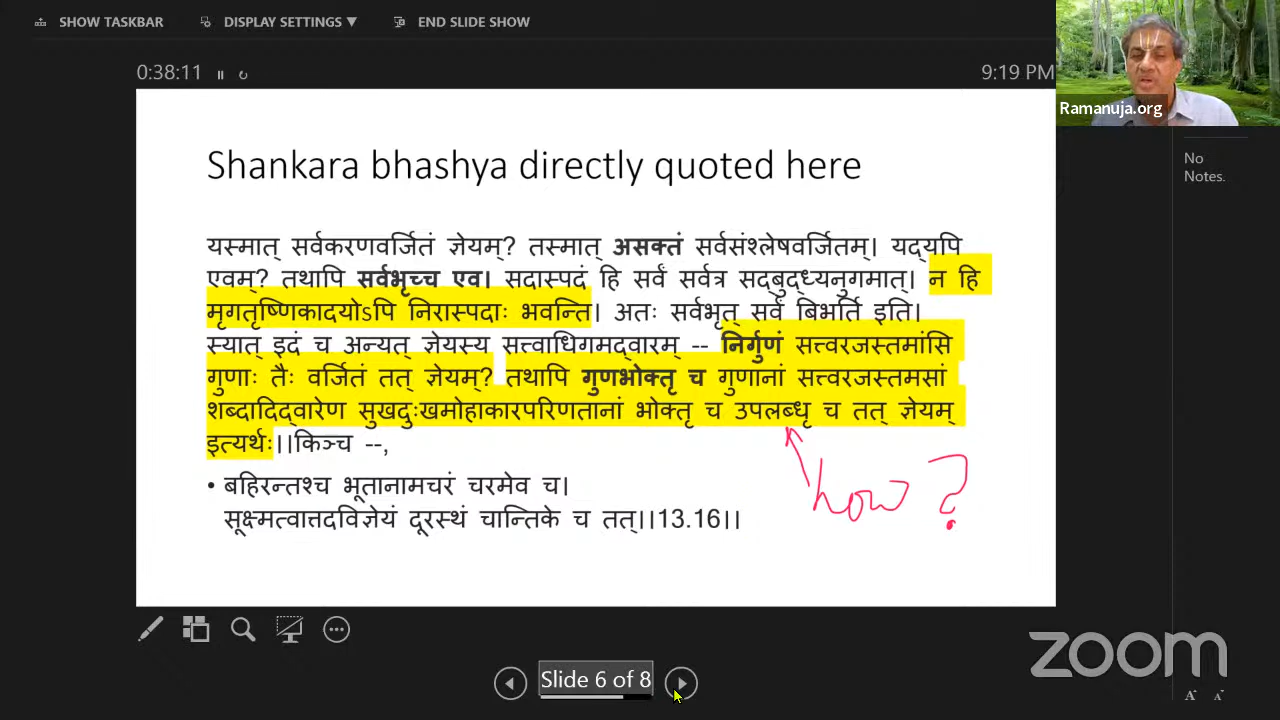 SHOW TASKBAR DISPLAY SETTINGS ▼ END SLIDE SHOW
0:38:11 9:19 PM
Ramanuja.org
No
Notes.
Shankara bhashya directly quoted here
यस्मात् सर्वकरणवर्जितं ज्ञेयम्? तस्मात् असक्तं सर्वसंश्लेषवर्जितम्। यद्यपि
एवम्? तथापि सर्वभृच्च एव। सदास्पदं हि सर्वं सर्वत्र सद्बुद्ध्यनुगमात्। न हि
मृगतृष्णिकादयोऽपि निरास्पदाः भवन्ति। अतः सर्वभृत् सर्वं बिभर्ति इति।
स्यात् इदं च अन्यत् ज्ञेयस्य सत्त्वाधिगमद्वारम् -- निर्गुणं सत्त्वरजस्तमांसि
गुणाः तैः वर्जितं तत् ज्ञेयम्? तथापि गुणभोक्तृ च गुणानां सत्त्वरजस्तमसां
शब्दादिद्वारेण सुखदुःखमोहाकारपरिणतानां भोक्तृ च उपलब्धृ च तत् ज्ञेयम्
इत्यर्थः।।किञ्च --,
• बहिरन्तश्च भूतानामचरं चरमेव च।
सूक्ष्मत्वात्तदविज्ञेयं दूरस्थं चान्तिके च तत्।।13.16।।
how ?
zoom
Slide 6 of 8
A A